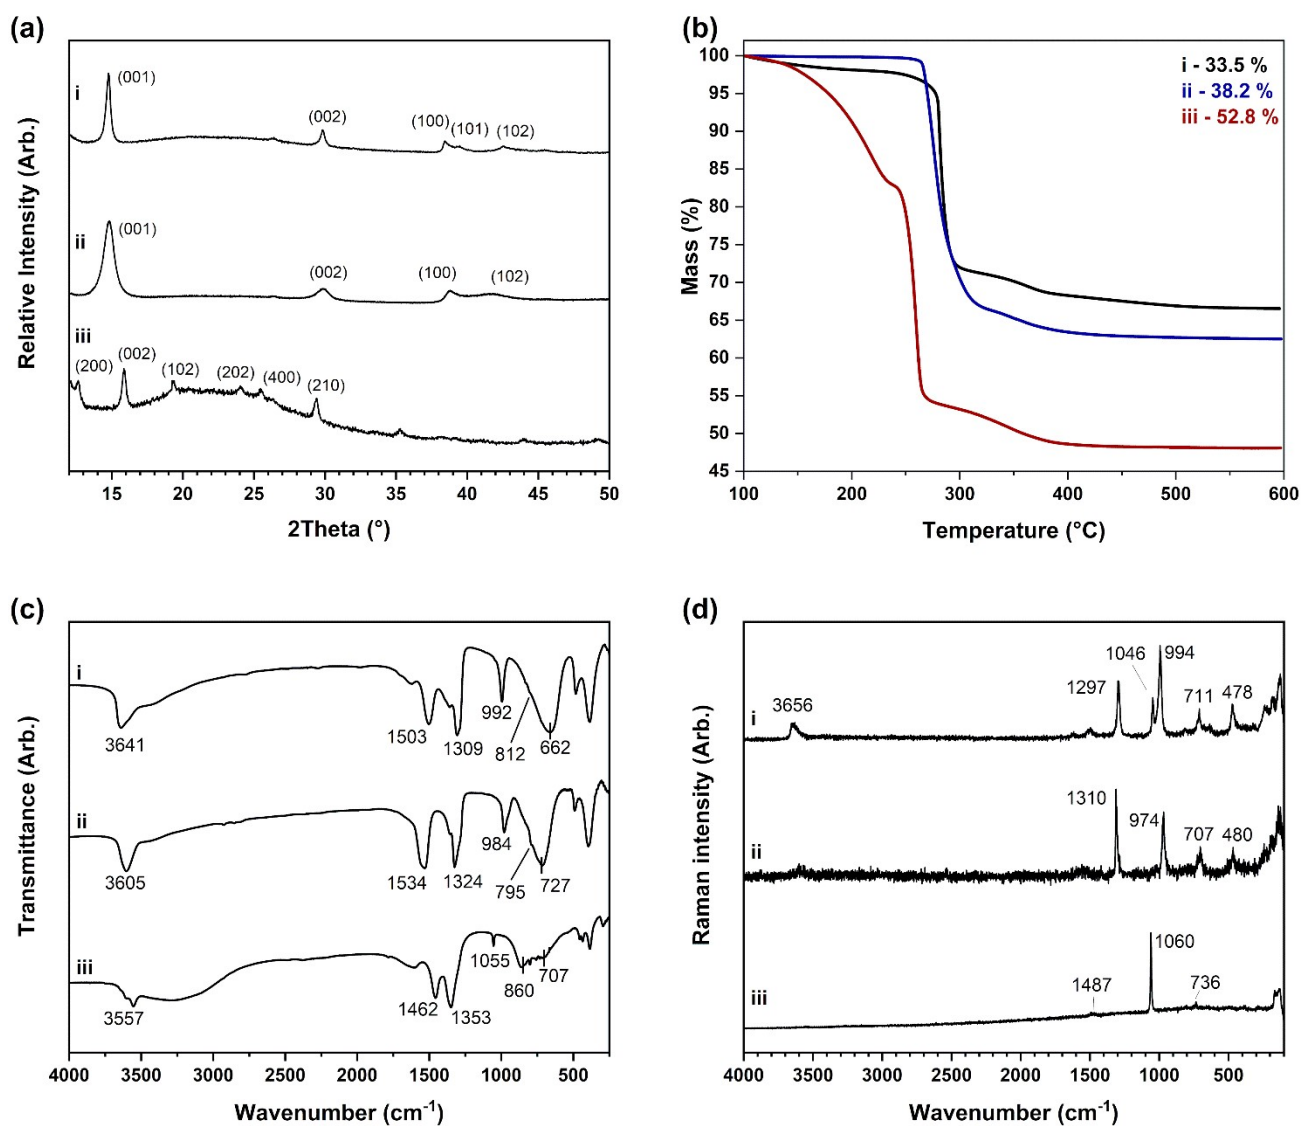 (a)
i
(001)
(002)
(100)
(101)
(102)
ii
(001)
(002)
(100)
(102)
iii
(200)
(002)
(102)
(202)
(400)
(210)
Relative Intensity (Arb.)
15 20 25 30 35 40 45 50
2Theta (°)
(b)
i - 33.5 %
ii - 38.2 %
iii - 52.8 %
100
95
90
85
80
75
70
65
60
55
50
45
Mass (%)
100 200 300 400 500 600
Temperature (°C)
(c)
i
3641
1503
1309
992
812
662
ii
3605
1534
1324
984
795
727
iii
3557
1462
1353
1055
860
707
Transmittance (Arb.)
4000 3500 3000 2500 2000 1500 1000 500
Wavenumber (cm⁻¹)
(d)
i
3656
1297
1046
994
711
478
ii
1310
974
707
480
iii
1487
1060
736
Raman intensity (Arb.)
4000 3500 3000 2500 2000 1500 1000 500
Wavenumber (cm⁻¹)